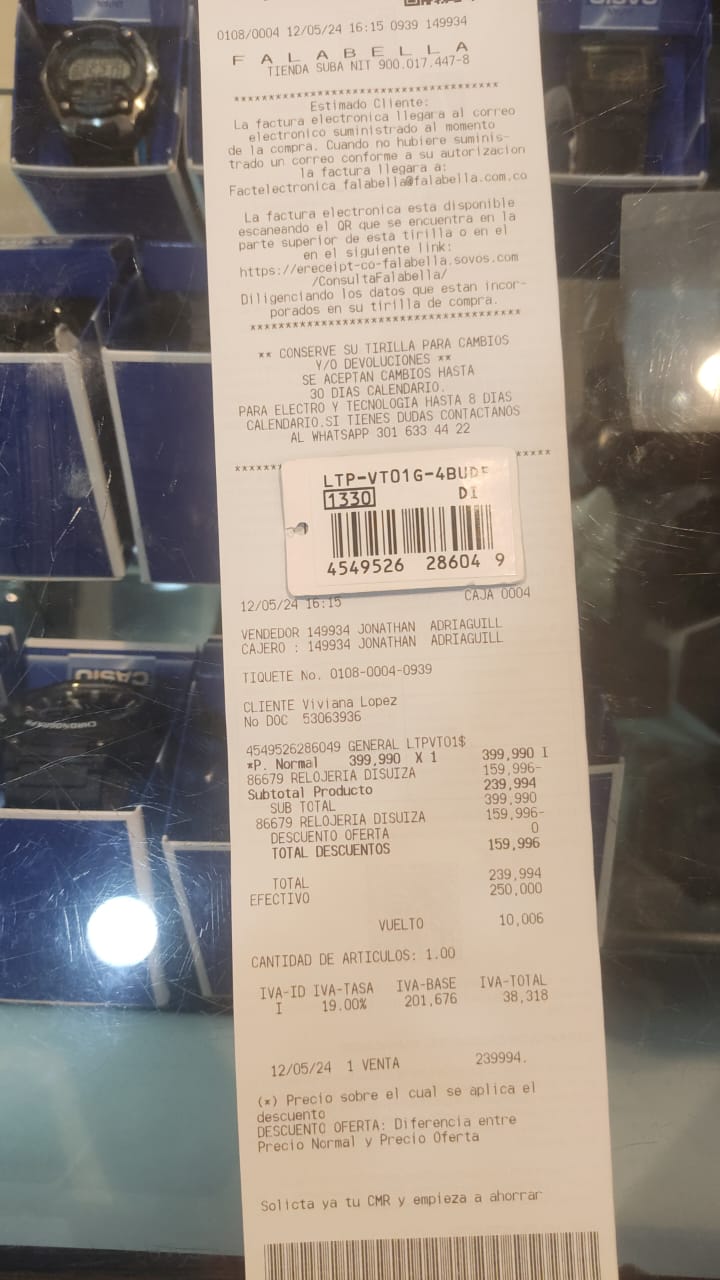 0108/0004 12/05/24 16:15 0939 149934
F A L A B E L L A
TIENDA SUBA NIT 900.017.447-8
**************************************
Estimado Cliente:
La factura electronica llegara al correo
electronico suministrado al momento
de la compra. Cuando no hubiere suminis-
trado un correo conforme a su autorizacion
la factura llegara a:
Factelectronica falabella@falabella.com.co
La factura electronica esta disponible
escaneando el QR que se encuentra en la
parte superior de esta tirilla o en el
en el siguiente link:
https://ereceipt-co-falabella.sovos.com
/ConsultaFalabella/
Diligenciando los datos que estan incor-
porados en su tirilla de compra.
***************************************
** CONSERVE SU TIRILLA PARA CAMBIOS
Y/O DEVOLUCIONES **
SE ACEPTAN CAMBIOS HASTA
30 DIAS CALENDARIO.
PARA ELECTRO Y TECNOLOGIA HASTA 8 DIAS
CALENDARIO.SI TIENES DUDAS CONTACTANOS
AL WHATSAPP 301 633 44 22
LTP-VT01G-4BUDF
1330 DI
4549526 28604 9
12/05/24 16:15 CAJA 0004
VENDEDOR 149934 JONATHAN ADRIAGUILL
CAJERO : 149934 JONATHAN ADRIAGUILL
TIQUETE No. 0108-0004-0939
CLIENTE Viviana Lopez
No DOC 53063936
4549526286049 GENERAL LTPVT01$
*P. Normal 399,990 X 1 399,990 I
86679 RELOJERIA DISUIZA 159,996-
Subtotal Producto 239,994
SUB TOTAL 399,990
86679 RELOJERIA DISUIZA 159,996-
DESCUENTO OFERTA 0
TOTAL DESCUENTOS 159,996
TOTAL 239,994
EFECTIVO 250,000
VUELTO 10,006
CANTIDAD DE ARTICULOS: 1.00
IVA-ID IVA-TASA IVA-BASE IVA-TOTAL
I 19.00% 201,676 38,318
12/05/24 1 VENTA 239994.
(*) Precio sobre el cual se aplica el
descuento
DESCUENTO OFERTA: Diferencia entre
Precio Normal y Precio Oferta
Solicta ya tu CMR y empieza a ahorrar
CASIO
CHRONOGRAPH